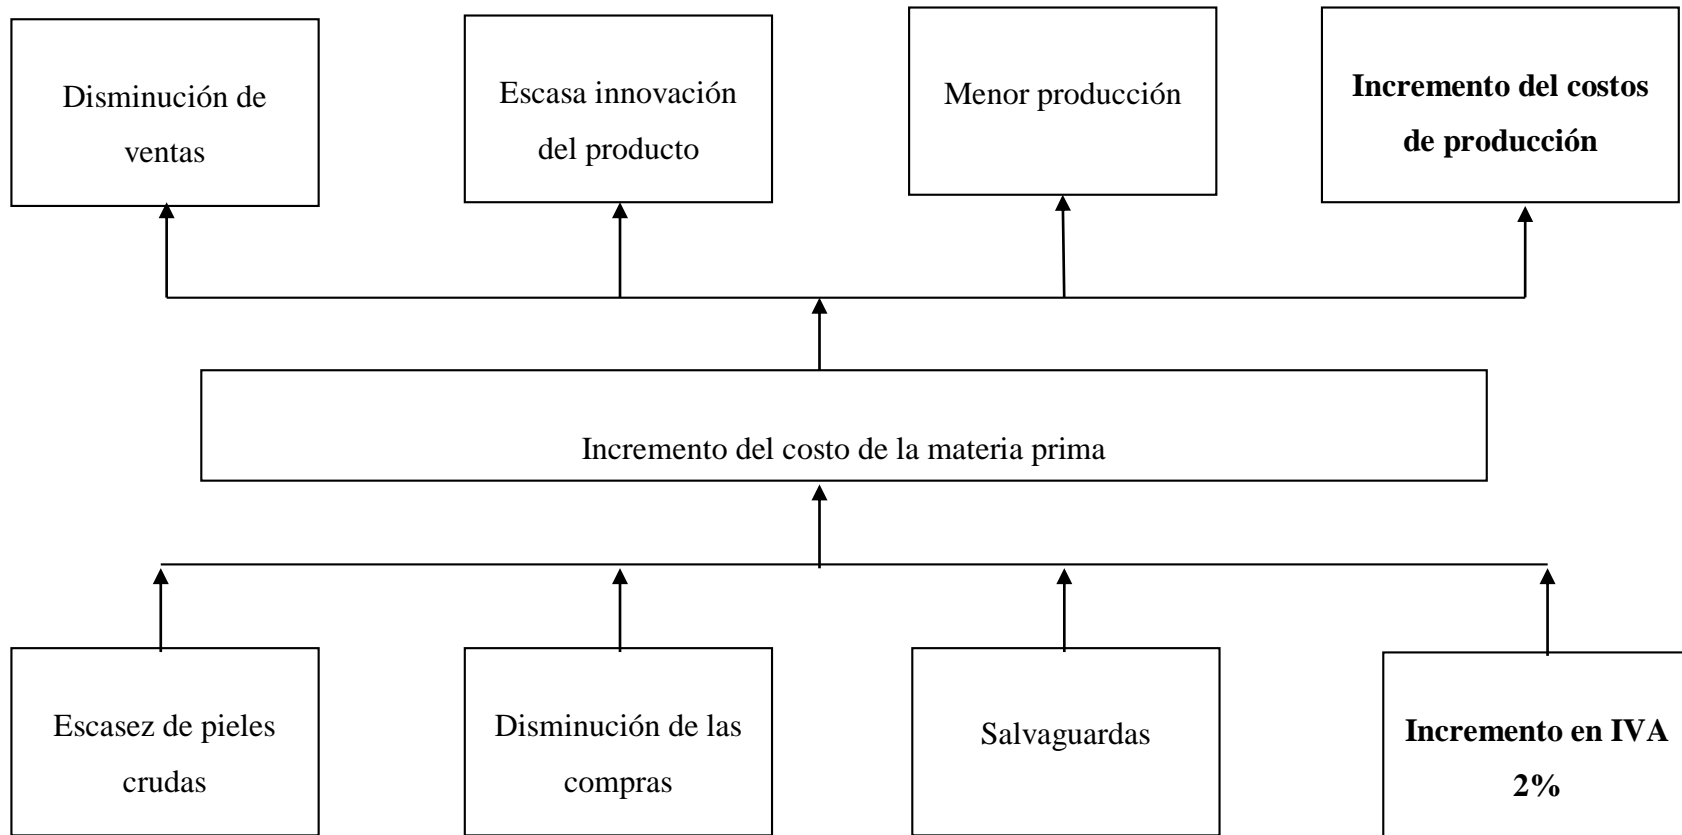 Disminución de
ventas
Escasa innovación
del producto
Menor producción
Incremento del costos
de producción
Incremento del costo de la materia prima
Escasez de pieles
crudas
Disminución de las
compras
Salvaguardas
Incremento en IVA
2%